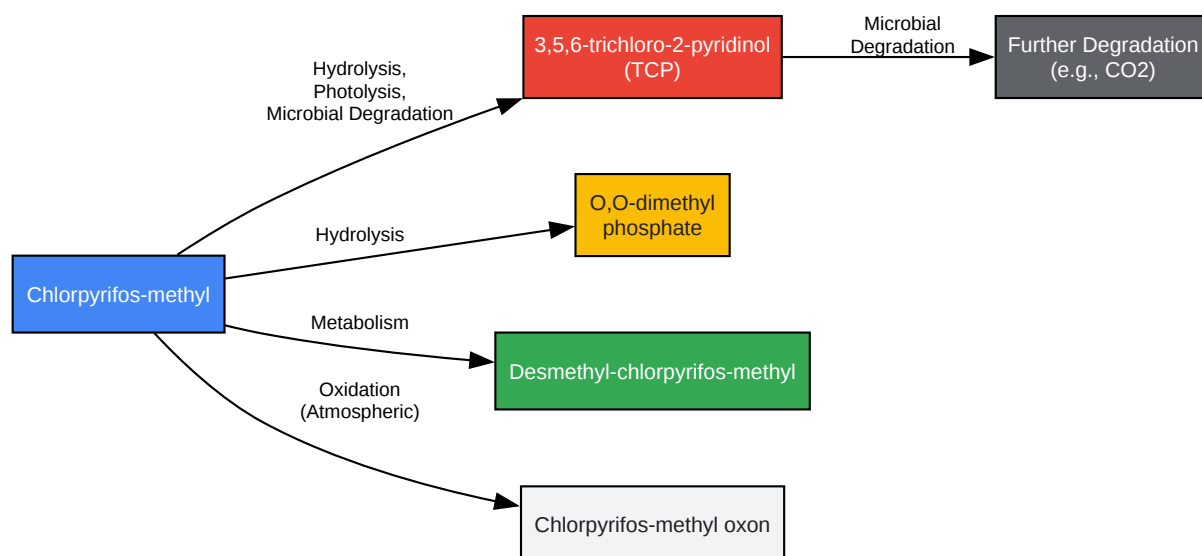 3,5,6-trichloro-2-pyridinol
(TCP)
Microbial
Degradation
Further Degradation
(e.g., CO2)
Hydrolysis,
Photolysis,
Microbial Degradation
O,O-dimethyl
phosphate
Hydrolysis
Chlorpyrifos-methyl
Metabolism
Desmethyl-chlorpyrifos-methyl
Oxidation
(Atmospheric)
Chlorpyrifos-methyl oxon